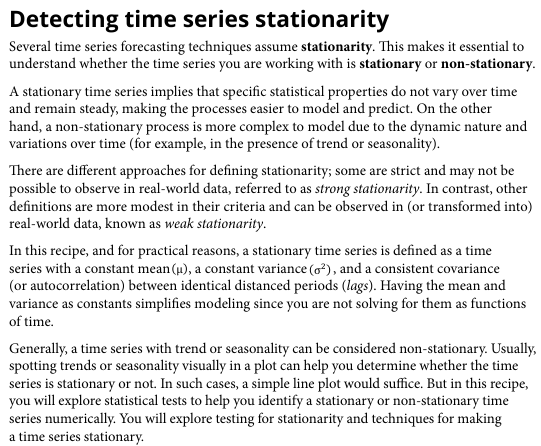 Detecting time series stationarity
Several time series forecasting techniques assume stationarity. This makes it essential to
understand whether the time series you are working with is stationary or non-stationary.
A stationary time series implies that specific statistical properties do not vary over time
and remain steady, making the processes easier to model and predict. On the other
hand, a non-stationary process is more complex to model due to the dynamic nature and
variations over time (for example, in the presence of trend or seasonality).
There are different approaches for defining stationarity; some are strict and may not be
possible to observe in real-world data, referred to as strong stationarity. In contrast, other
definitions are more modest in their criteria and can be observed in (or transformed into)
real-world data, known as weak stationarity.
In this recipe, and for practical reasons, a stationary time series is defined as a time
series with a constant mean (μ), a constant variance (σ²), and a consistent covariance
(or autocorrelation) between identical distanced periods (lags). Having the mean and
variance as constants simplifies modeling since you are not solving for them as functions
of time.
Generally, a time series with trend or seasonality can be considered non-stationary. Usually,
spotting trends or seasonality visually in a plot can help you determine whether the time
series is stationary or not. In such cases, a simple line plot would suffice. But in this recipe,
you will explore statistical tests to help you identify a stationary or non-stationary time
series numerically. You will explore testing for stationarity and techniques for making
a time series stationary.